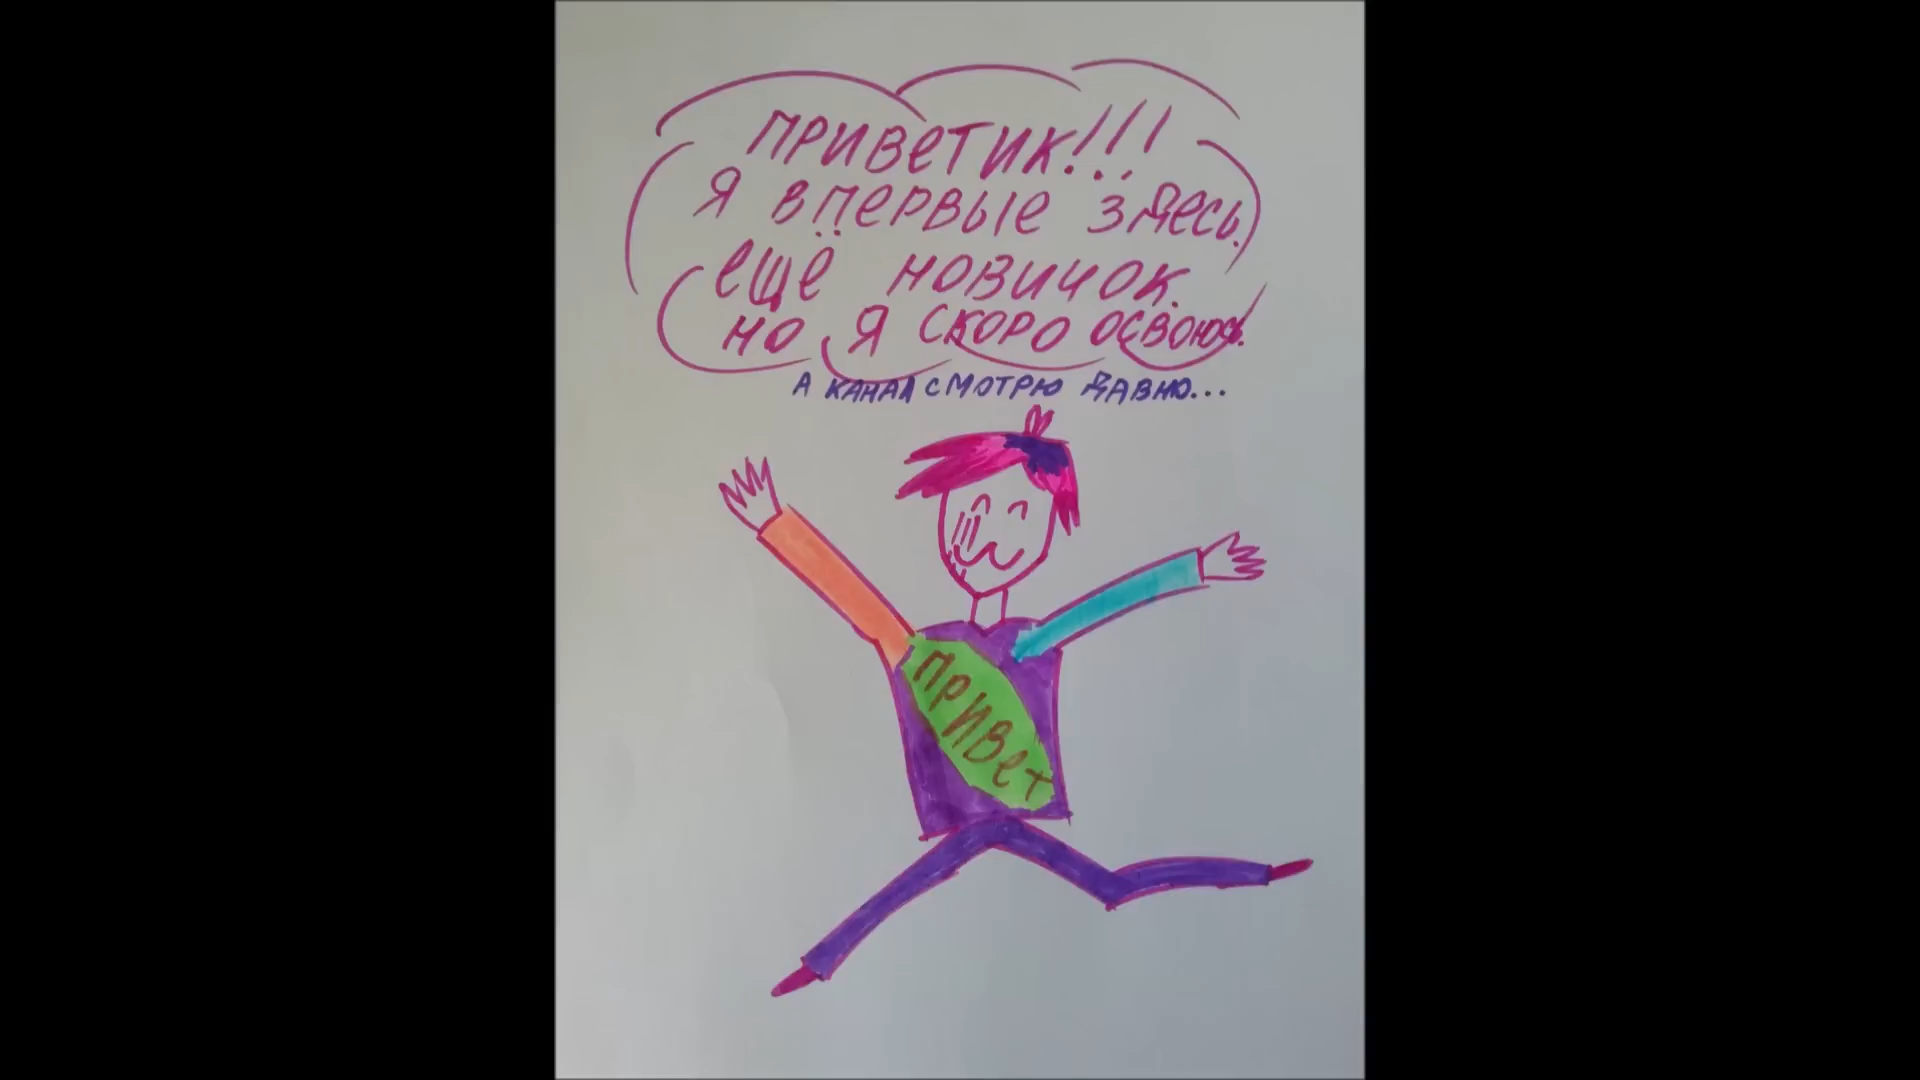 ПРИВЕТИК!!!
Я ВПЕРВЫЕ ЗДЕСЬ.
ЕЩЁ НОВИЧОК.
НО Я СКОРО ОСВОЮСЬ.
А КАНАЛ СМОТРЮ ДАВНО...
ПРИВЕТ